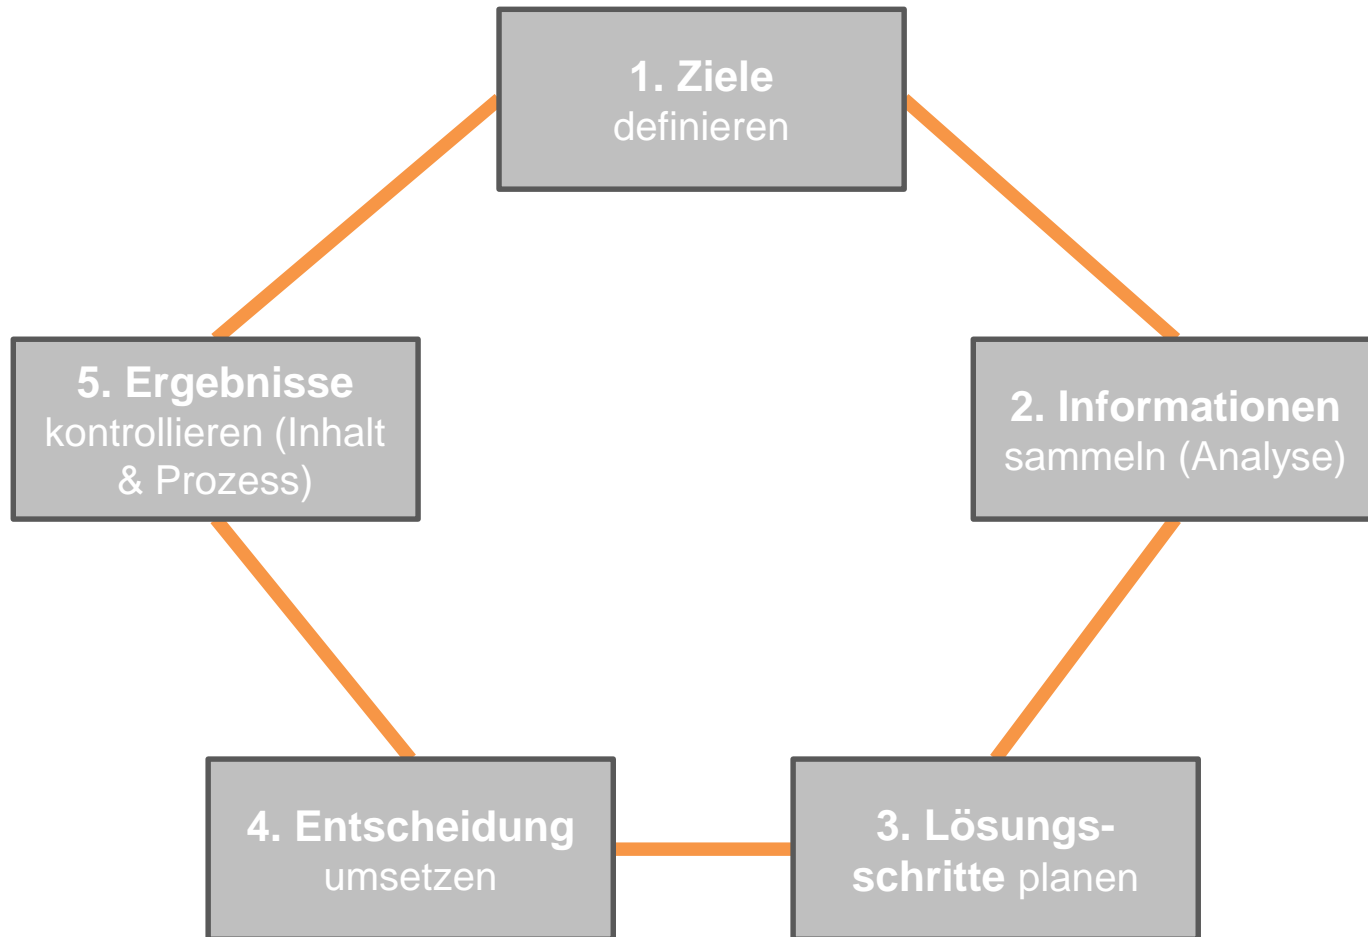 1. Ziele
definieren
2. Informationen
sammeln (Analyse)
3. Lösungs-
schritte planen
4. Entscheidung
umsetzen
5. Ergebnisse
kontrollieren (Inhalt
& Prozess)